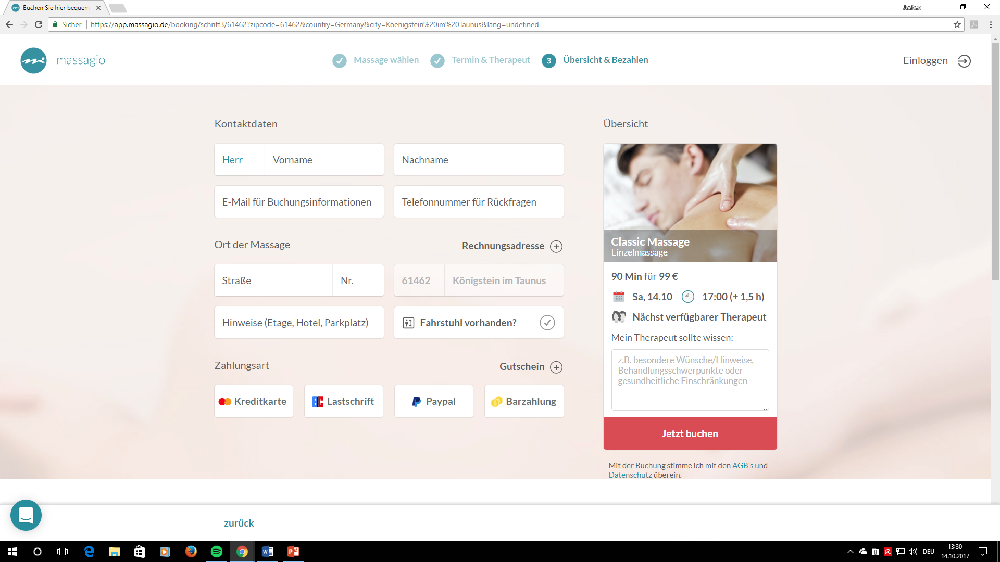 Buchen Sie hier bequem
Jochen
Sicher
https://app.massagio.de/booking/schritt3/61462?zipcode=61462&country=Germany&city=Koenigstein%20im%20Taunus&lang=undefined
massagio
Massage wählen
Termin & Therapeut
3 Übersicht & Bezahlen
Einloggen
Kontaktdaten
Herr
Vorname
Nachname
E-Mail für Buchungsinformationen
Telefonnummer für Rückfragen
Ort der Massage
Rechnungsadresse
Straße
Nr.
61462
Königstein im Taunus
Hinweise (Etage, Hotel, Parkplatz)
Fahrstuhl vorhanden?
Zahlungsart
Gutschein
Kreditkarte
Lastschrift
Paypal
Barzahlung
Übersicht
Classic Massage
Einzelmassage
90 Min für 99 €
Sa, 14.10
17:00 (+ 1,5 h)
Nächst verfügbarer Therapeut
Mein Therapeut sollte wissen:
z.B. besondere Wünsche/Hinweise,
Behandlungsschwerpunkte oder
gesundheitliche Einschränkungen
Jetzt buchen
Mit der Buchung stimme ich mit den AGB's und
Datenschutz überein.
zurück
DEU
13:30
14.10.2017